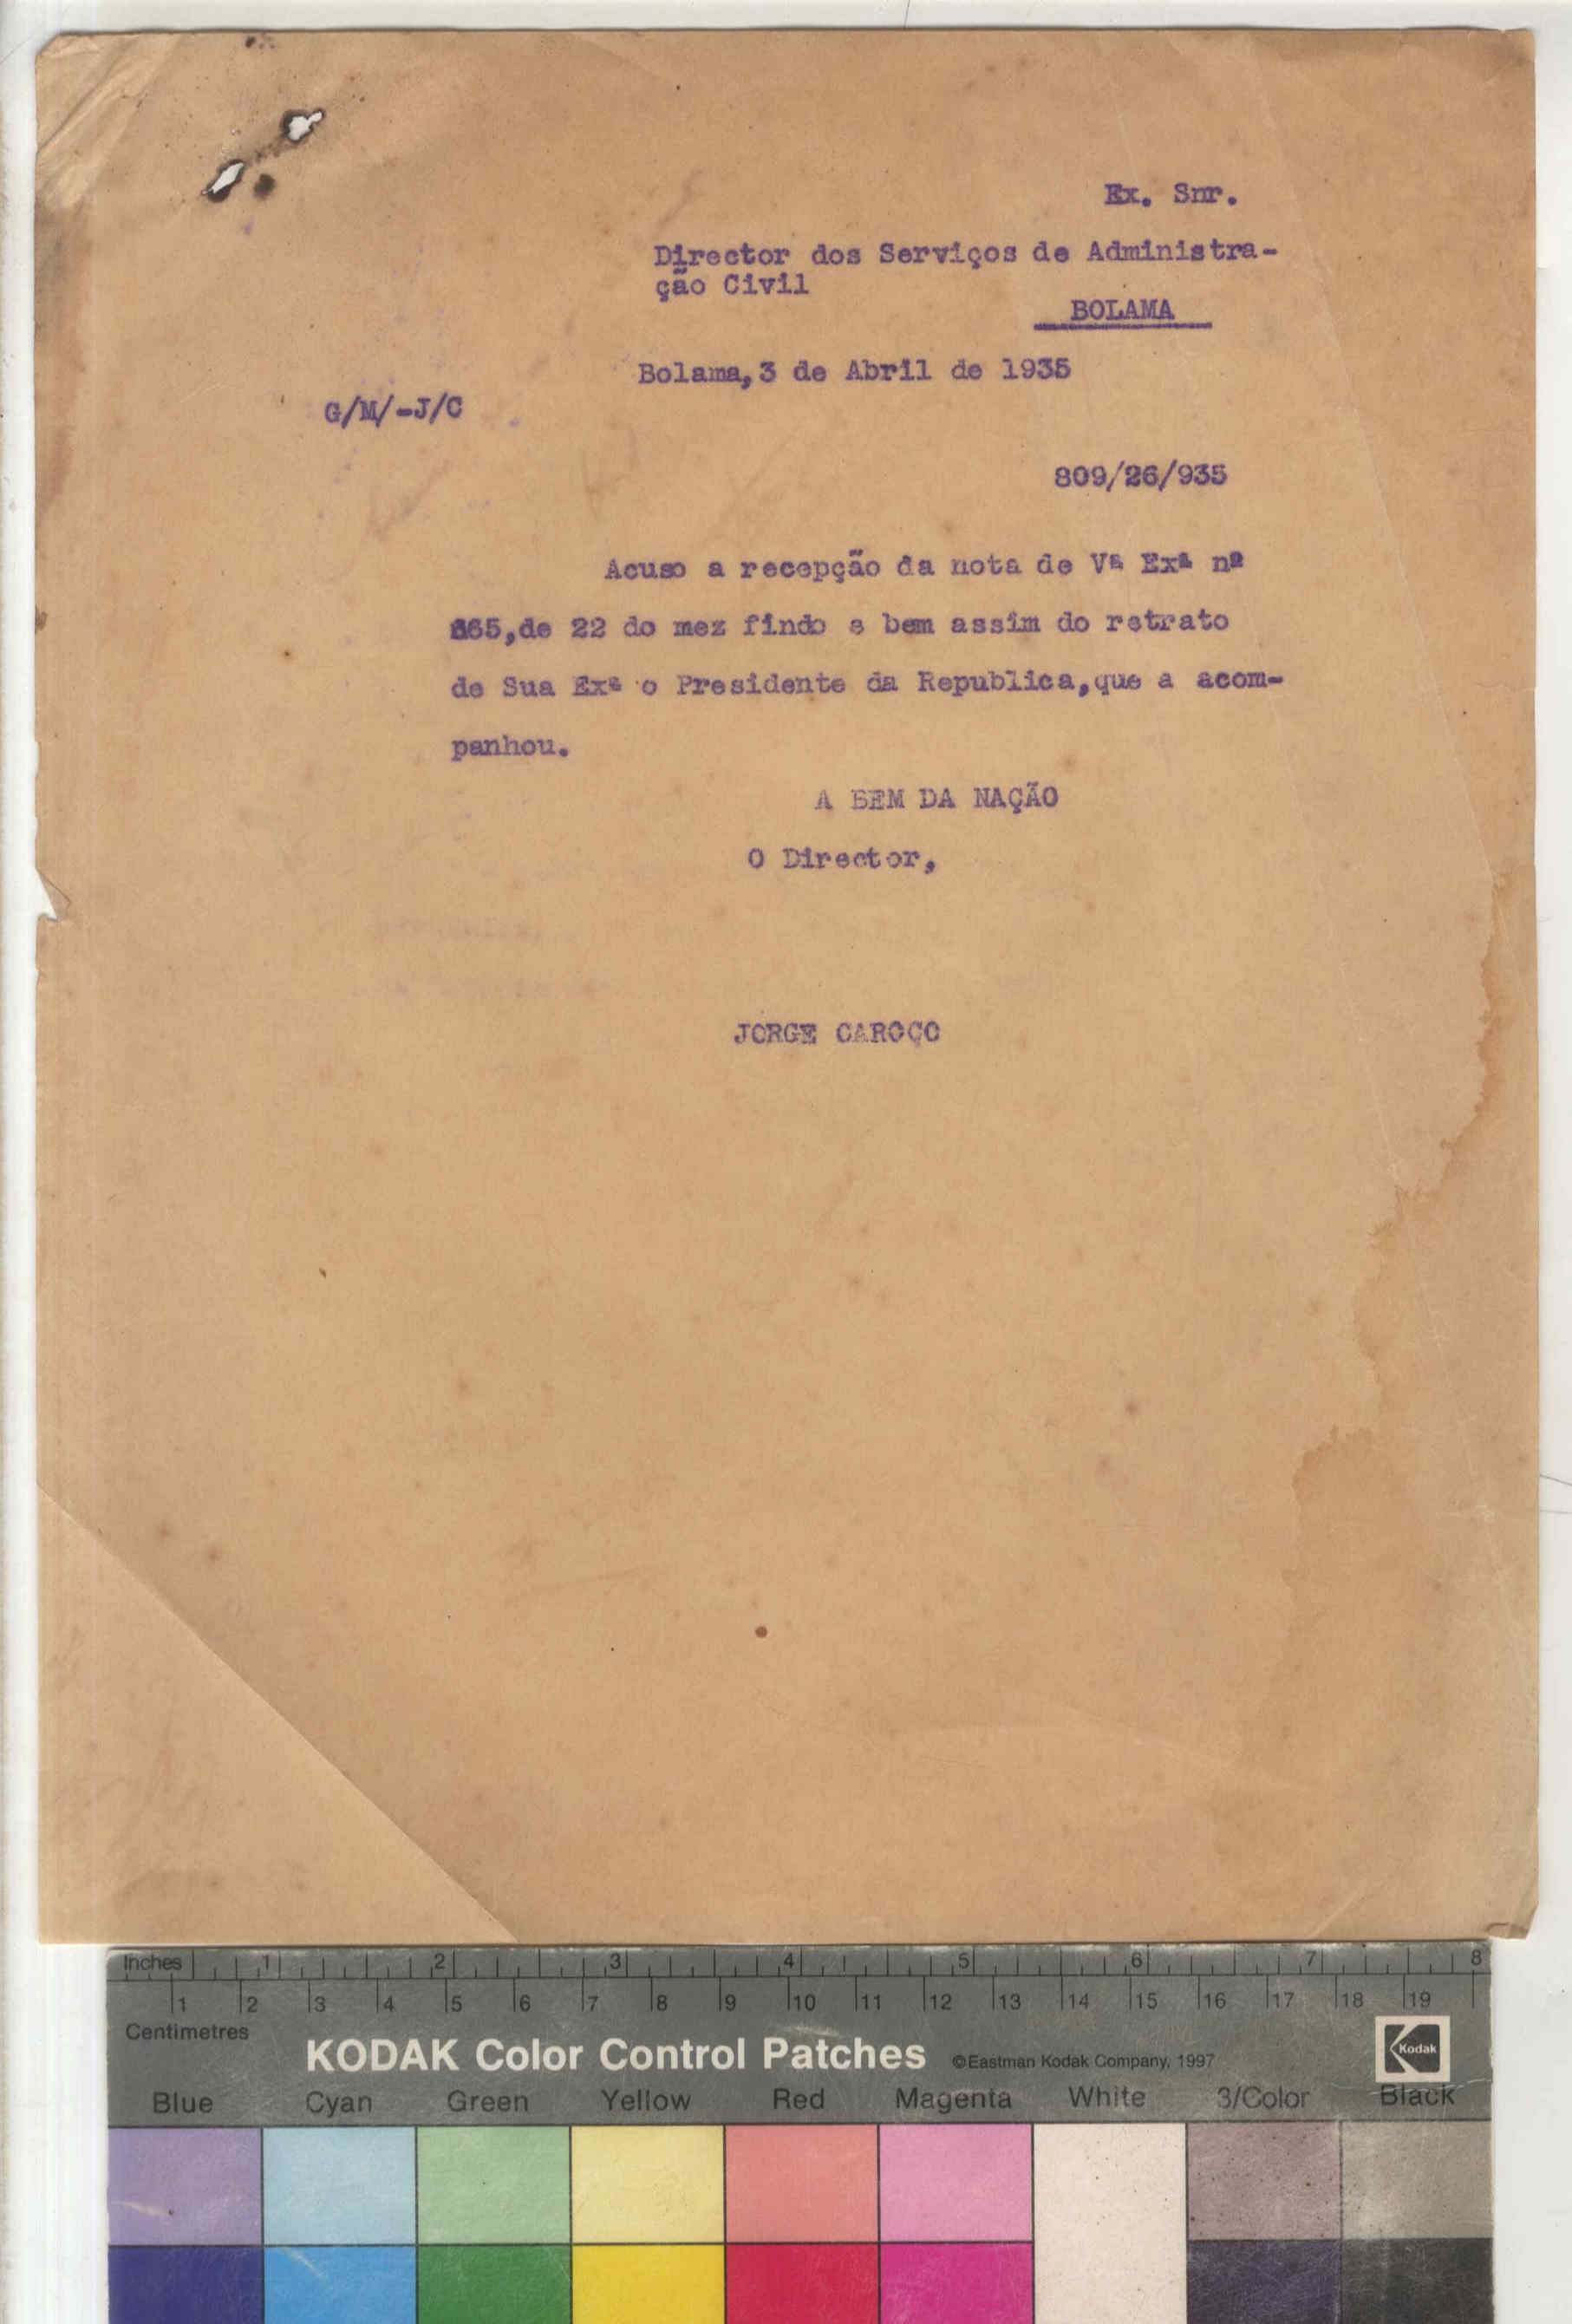 Ex. Snr.
Director dos Serviços de Administra-
ção Civil
BOLAMA
Bolama,3 de Abril de 1935
G/M/-J/C
809/26/935
Acuso a recepção da nota de Vª Exª nº
665,de 22 do mez findo e bem assim do retrato
de Sua Exª o Presidente da Republica,que a acom-
panhou.
A BEM DA NAÇÃO
O Director,
JORGE CAROÇO
Inches 1 2 3 4 5 6 7 8
1 2 3 4 5 6 7 8 9 10 11 12 13 14 15 16 17 18 19
Centimetres
KODAK Color Control Patches ©Eastman Kodak Company, 1997 Kodak
Blue Cyan Green Yellow Red Magenta White 3/Color Black